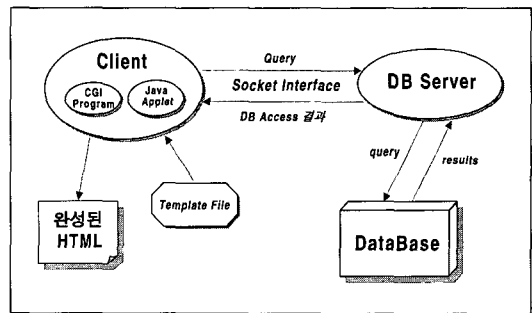 Client
CGI
Program
Java
Applet
Query
Socket Interface
DB Access 결과
DB Server
query
results
Template File
완성된
HTML
DataBase